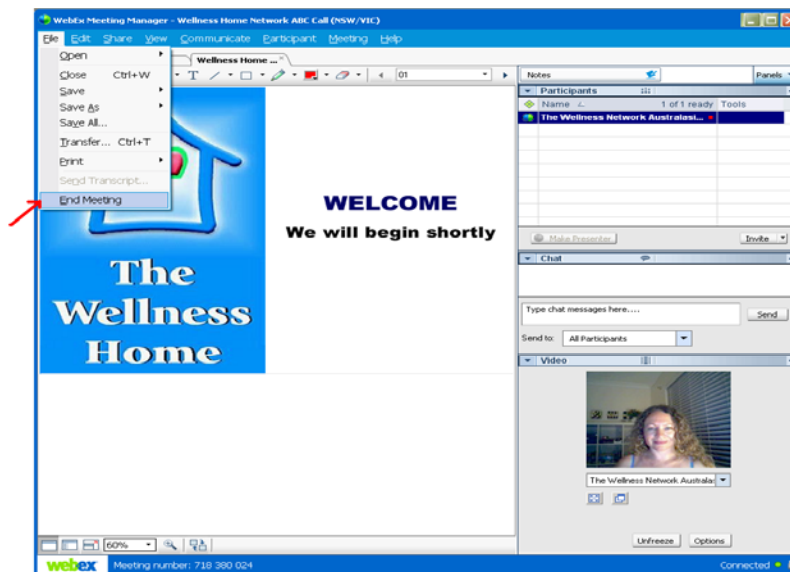 WebEx Meeting Manager - Wellness Home Network ABC Call (NSW/VIC)
File Edit Share View Communicate Participant Meeting Help
Open
Close Ctrl+W
Save
Save As
Save All...
Transfer... Ctrl+T
Print
Send Transcript...
End Meeting
Wellness Home ...
T 01
WELCOME
We will begin shortly
The
Wellness
Home
Notes Panels
Participants
Name 1 of 1 ready Tools
The Wellness Network Australasi...
Make Presenter Invite
Chat
Type chat messages here....
Send
Send to: All Participants
Video
The Wellness Network Australas
Unfreeze Options
60%
webex Meeting number: 718 380 024 Connected